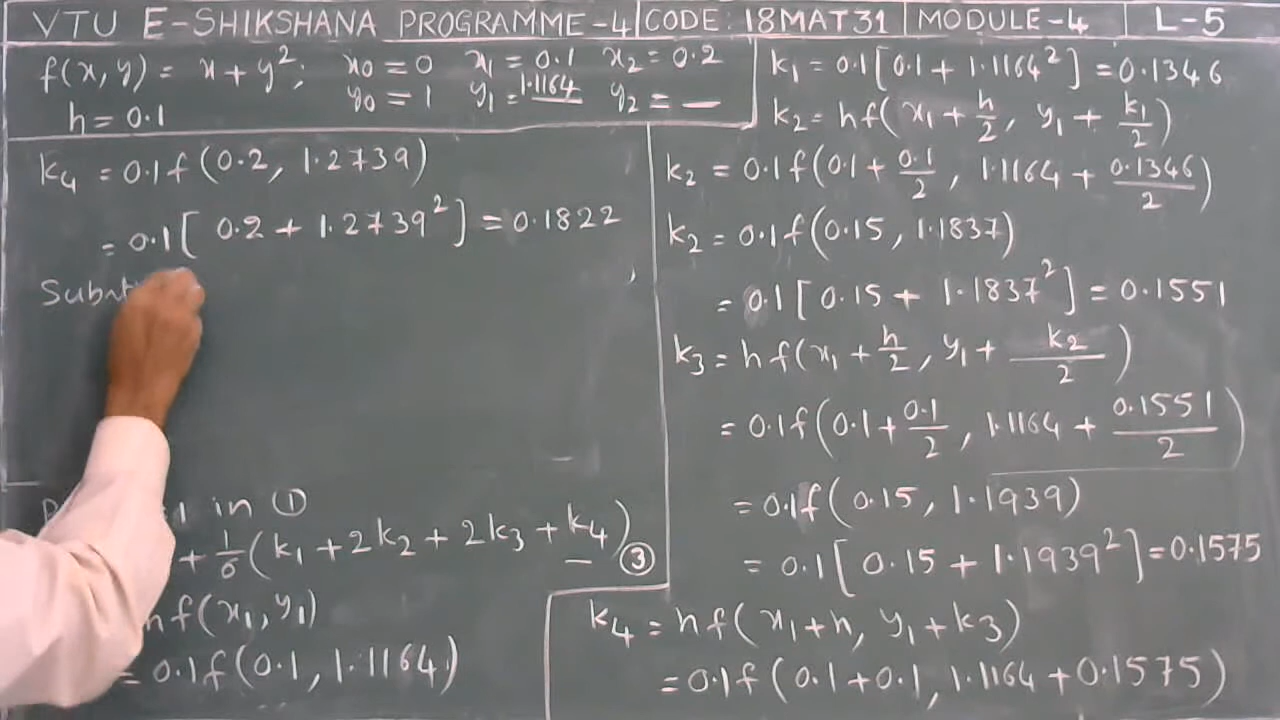 VTU E-SHIKSHANA PROGRAMME-4 | CODE: 18MAT31 | MODULE-4 | L-5
f(x,y) = x+y²; x₀=0 x₁=0.1 x₂=0.2
y₀=1 y₁=1.1164 y₂=—
h=0.1
k₄ = 0.1f(0.2, 1.2739)
= 0.1[0.2+1.2739²] = 0.1822
in ①
+ 1/6(k₁+2k₂+2k₃+k₄) — ③
hf(x₁,y₁)
= 0.1f(0.1, 1.1164)
k₁ = 0.1[0.1+1.1164²] = 0.1346
k₂ = hf(x₁+h/2, y₁+k₁/2)
k₂ = 0.1f(0.1+0.1/2, 1.1164+0.1346/2)
k₂ = 0.1f(0.15, 1.1837)
= 0.1[0.15+1.1837²] = 0.1551
k₃ = hf(x₁+h/2, y₁+k₂/2)
= 0.1f(0.1+0.1/2, 1.1164+0.1551/2)
= 0.1f(0.15, 1.1939)
= 0.1[0.15+1.1939²] = 0.1575
k₄ = hf(x₁+h, y₁+k₃)
= 0.1f(0.1+0.1, 1.1164+0.1575)